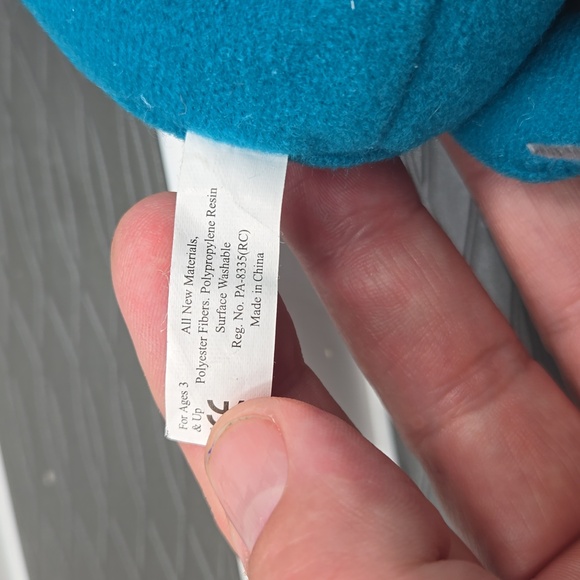 All New Materials,
Polyester Fibers. Polypropylene Resin
Surface Washable
Reg. No. PA-8335(RC)
Made in China
For Ages 3
& Up
CE